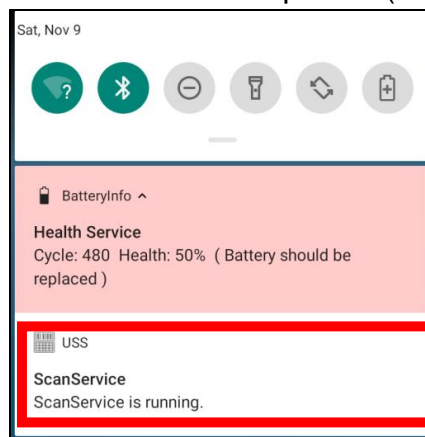 Sat, Nov 9
?
BatteryInfo
Health Service
Cycle: 480 Health: 50% ( Battery should be
replaced )
USS
ScanService
ScanService is running.